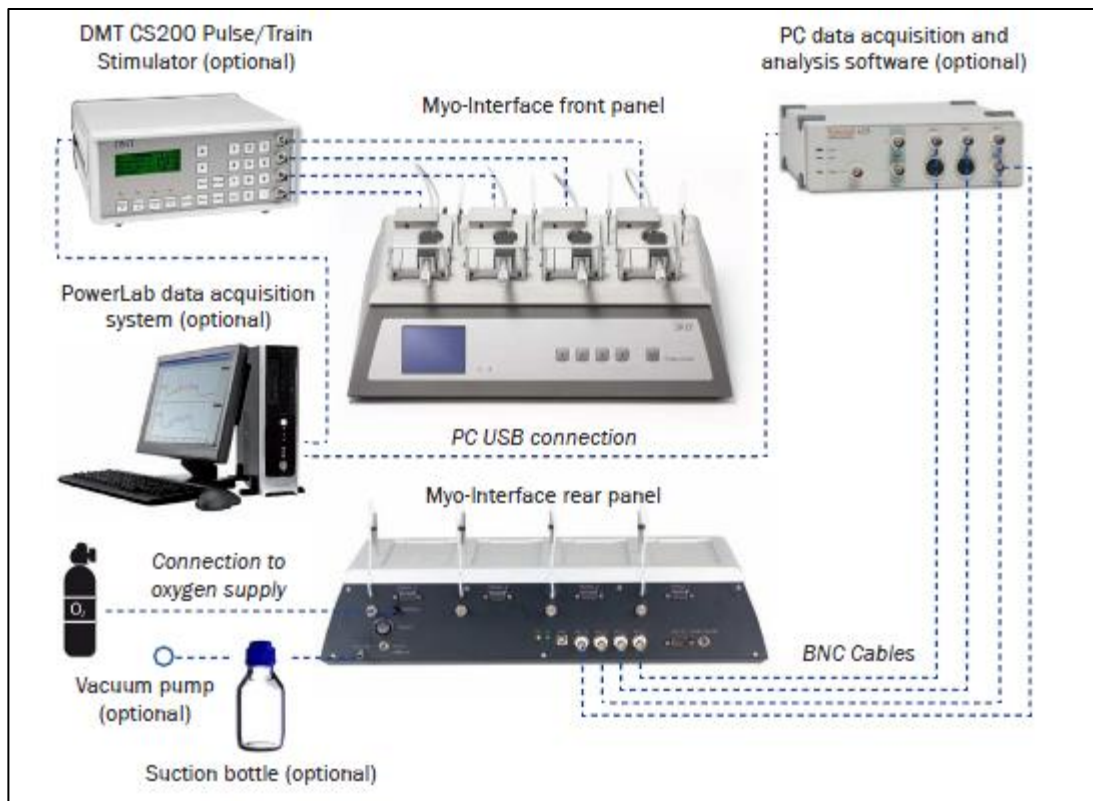 DMT CS200 Pulse/Train
Stimulator (optional)
PC data acquisition and
analysis software (optional)
Myo-Interface front panel
PowerLab data acquisition
system (optional)
PC USB connection
Myo-Interface rear panel
Connection to
oxygen supply
O₂
BNC Cables
Vacuum pump
(optional)
Suction bottle (optional)